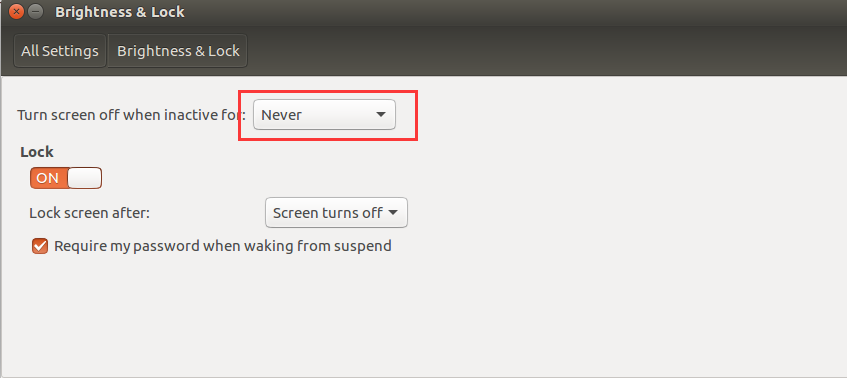 Brightness & Lock
All Settings Brightness & Lock
Turn screen off when inactive for: Never
Lock
ON
Lock screen after: Screen turns off
Require my password when waking from suspend